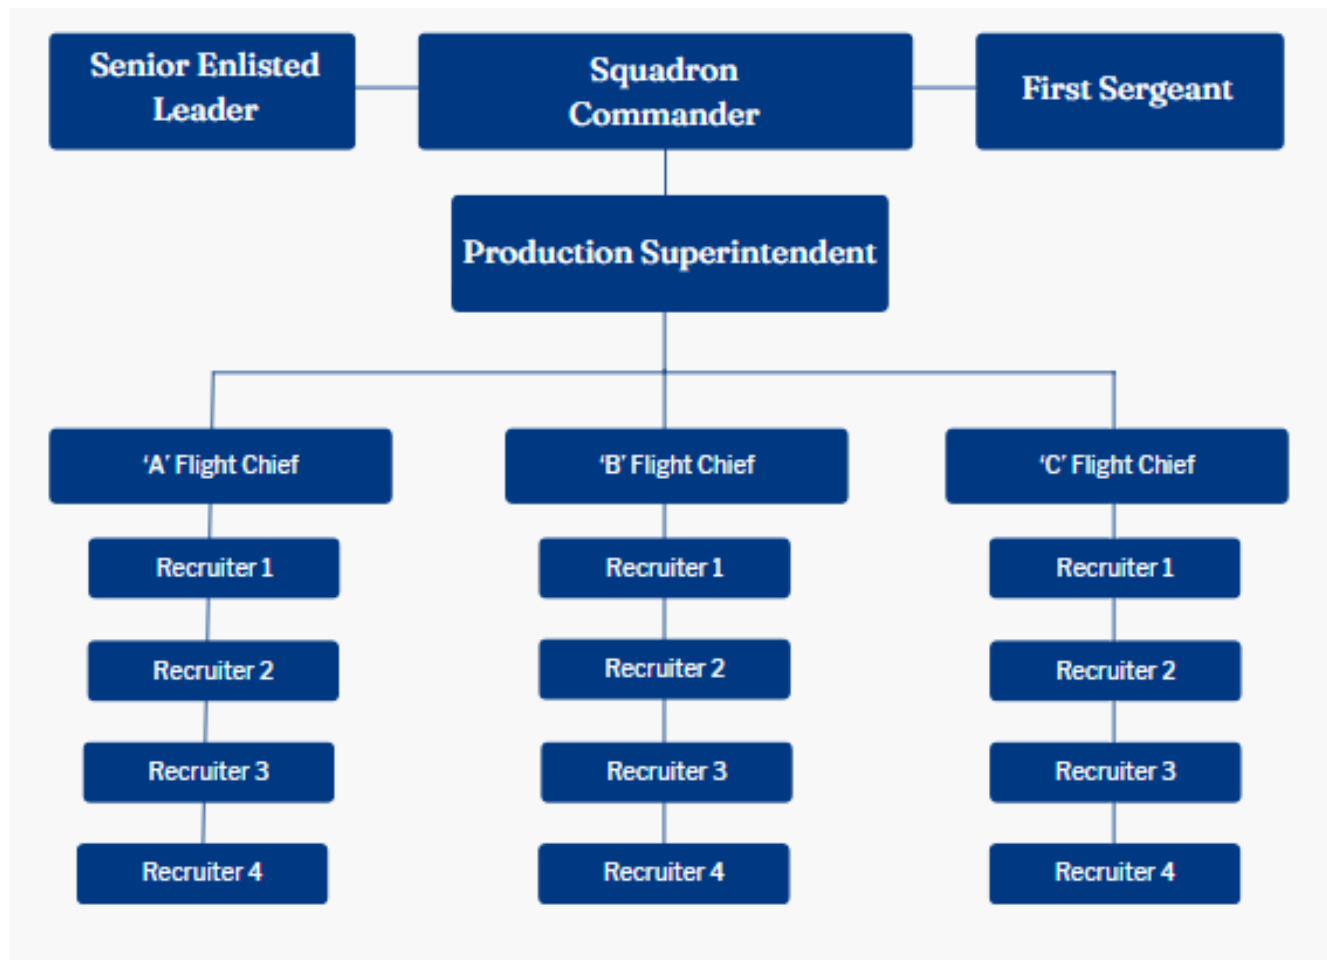 Senior Enlisted
Leader
Squadron
Commander
First Sergeant
Production Superintendent
‘A’ Flight Chief
‘B’ Flight Chief
‘C’ Flight Chief
Recruiter 1
Recruiter 1
Recruiter 1
Recruiter 2
Recruiter 2
Recruiter 2
Recruiter 3
Recruiter 3
Recruiter 3
Recruiter 4
Recruiter 4
Recruiter 4